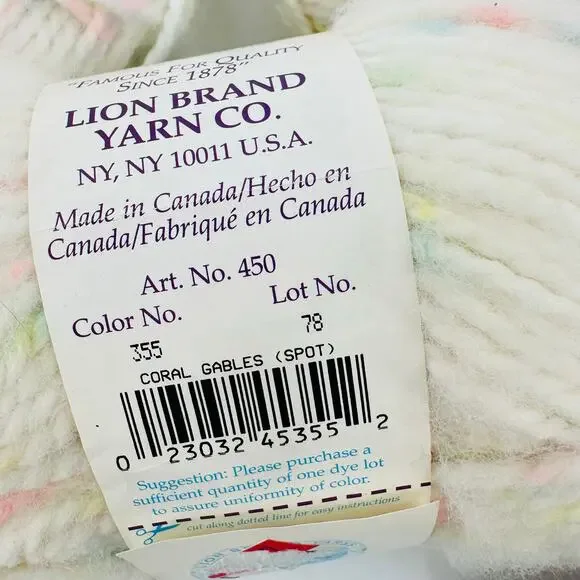 "Famous For Quality
Since 1878"
LION BRAND
YARN CO.
NY, NY 10011 U.S.A.
Made in Canada/Hecho en
Canada/Fabriqué en Canada
Art. No. 450
Color No.
Lot No.
355
78
CORAL GABLES (SPOT)
0 23032 45355 2
Suggestion: Please purchase a
sufficient quantity of one dye lot
to assure uniformity of color.
cut along dotted line for easy instructions